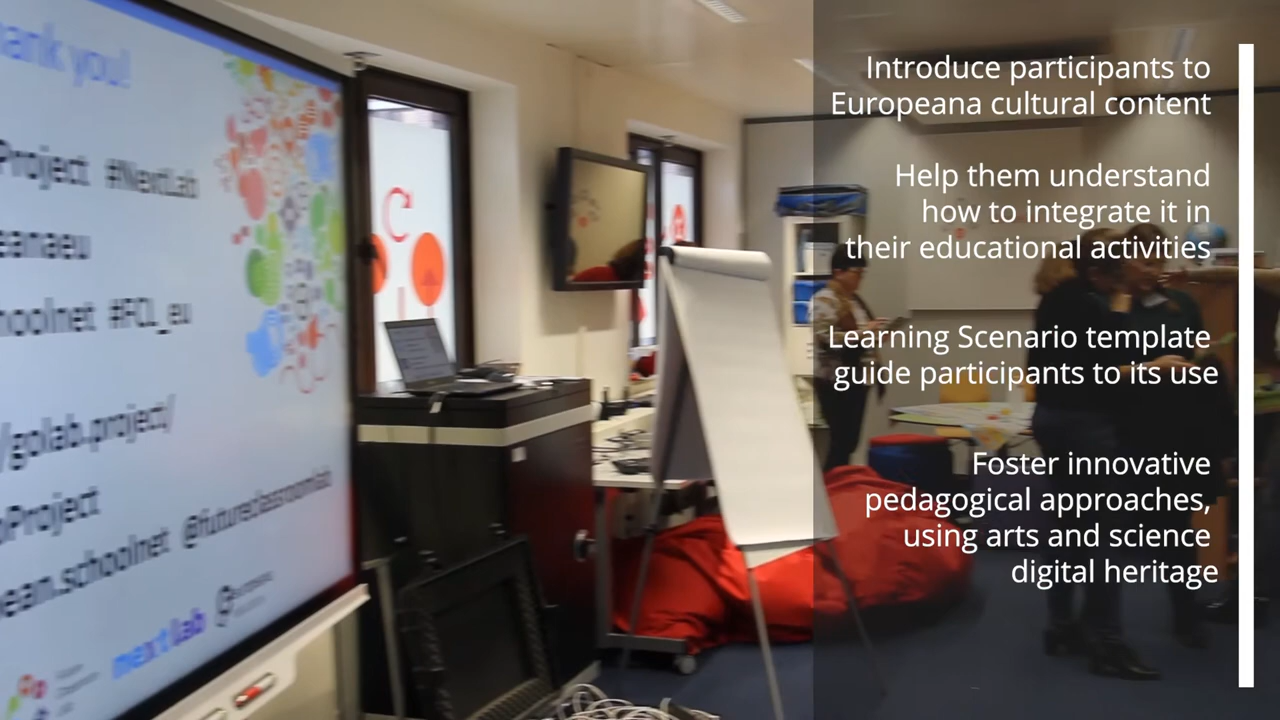 ank you!
Project #NextLab
eanaeu
hoolnet #FCL_eu
/golab.project/
oProject
ean.schoolnet @futureclassroomlab
next lab
Introduce participants to
Europeana cultural content
Help them understand
how to integrate it in
their educational activities
Learning Scenario template
guide participants to its use
Foster innovative
pedagogical approaches,
using arts and science
digital heritage